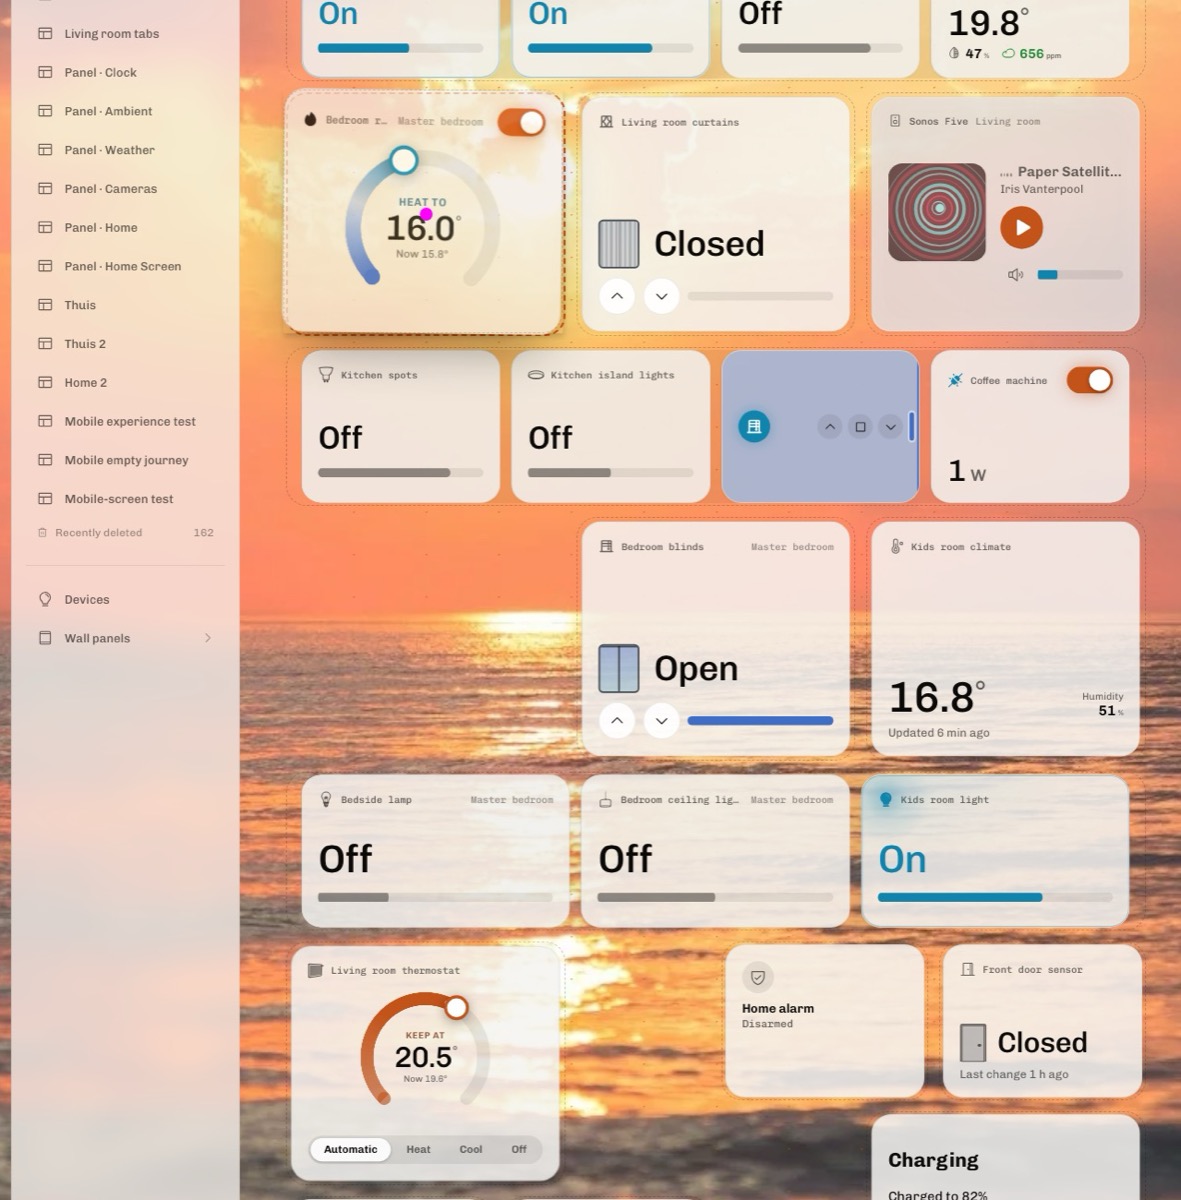 Living room tabs
Panel · Clock
Panel · Ambient
Panel · Weather
Panel · Cameras
Panel · Home
Panel · Home Screen
Thuis
Thuis 2
Home 2
Mobile experience test
Mobile empty journey
Mobile-screen test
Recently deleted 162
Devices
Wall panels
On
On
Off
19.8°
47 % 656 ppm
Bedroom r… Master bedroom
HEAT TO
16.0°
Now 15.8°
Living room curtains
Closed
Sonos Five Living room
Paper Satellit…
Iris Vanterpool
Kitchen spots
Off
Kitchen island lights
Off
Coffee machine
1 W
Bedroom blinds Master bedroom
Open
Kids room climate
16.8°
Humidity
51 %
Updated 6 min ago
Bedside lamp Master bedroom
Off
Bedroom ceiling lig… Master bedroom
Off
Kids room light
On
Living room thermostat
KEEP AT
20.5°
Now 19.6°
Automatic Heat Cool Off
Home alarm
Disarmed
Front door sensor
Closed
Last change 1 h ago
Charging
Charged to 82%